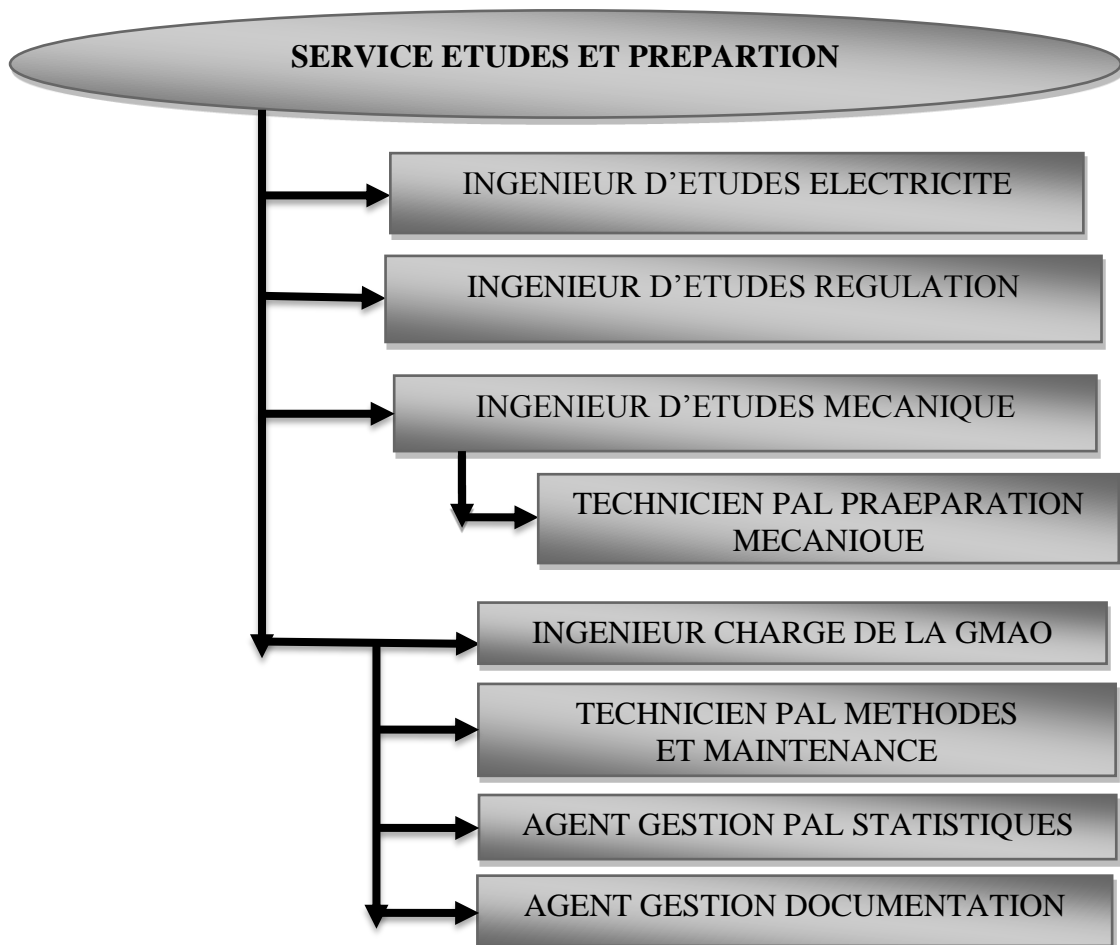 SERVICE ETUDES ET PREPARTION
INGENIEUR D’ETUDES ELECTRICITE
INGENIEUR D’ETUDES REGULATION
INGENIEUR D’ETUDES MECANIQUE
TECHNICIEN PAL PRAEPARATION
MECANIQUE
INGENIEUR CHARGE DE LA GMAO
TECHNICIEN PAL METHODES
ET MAINTENANCE
AGENT GESTION PAL STATISTIQUES
AGENT GESTION DOCUMENTATION